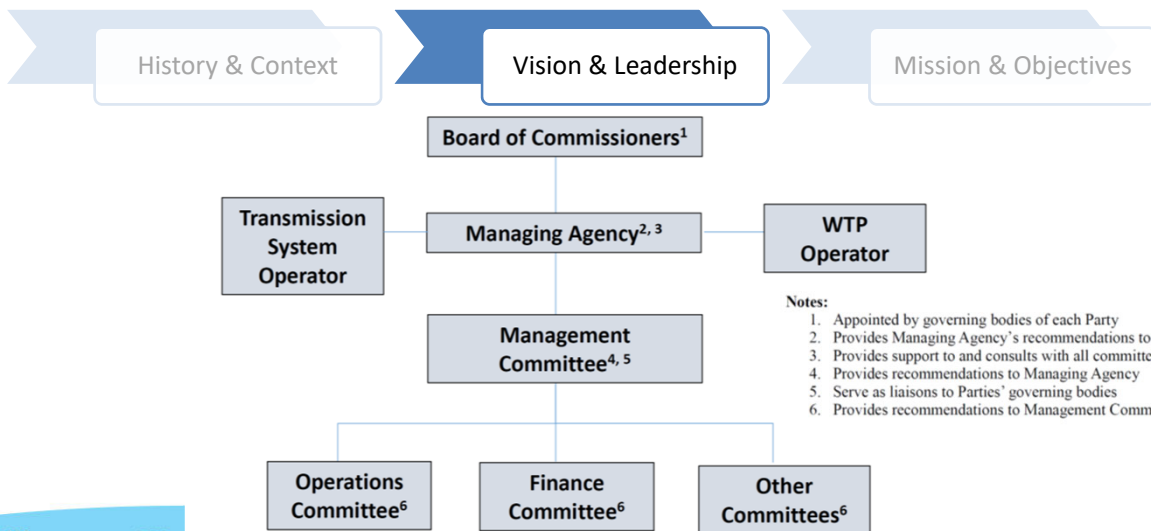 History & Context
Vision & Leadership
Mission & Objectives
Board of Commissioners¹
Transmission
System
Operator
Managing Agency²,³
WTP
Operator
Management
Committee⁴,⁵
Notes:
1. Appointed by governing bodies of each Party
2. Provides Managing Agency's recommendations to
3. Provides support to and consults with all
4. Provides recommendations to Managing Agency
5. Serve as liaisons to Parties' governing bodies
6. Provides recommendations to Management
Operations
Committee⁶
Finance
Committee⁶
Other
Committees⁶